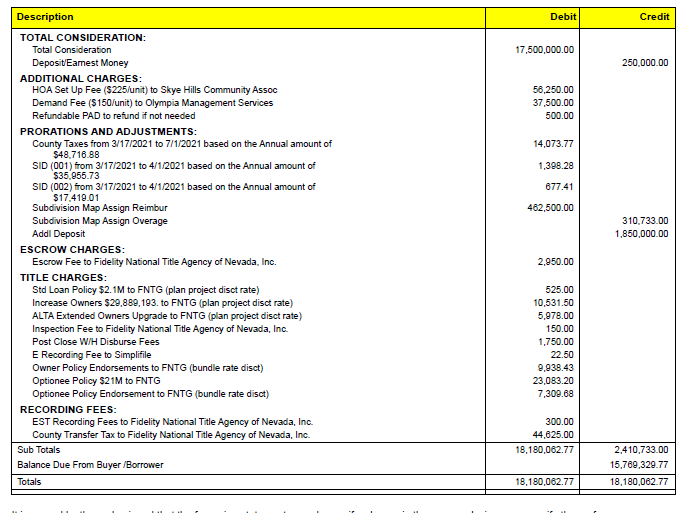 Description Debit Credit
TOTAL CONSIDERATION:
Total Consideration 17,500,000.00
Deposit/Earnest Money 250,000.00
ADDITIONAL CHARGES:
HOA Set Up Fee ($225/unit) to Skye Hills Community Assoc 56,250.00
Demand Fee ($150/unit) to Olympia Management Services 37,500.00
Refundable PAD to refund if not needed 500.00
PRORATIONS AND ADJUSTMENTS:
County Taxes from 3/17/2021 to 7/1/2021 based on the Annual amount of 14,073.77
$48,716.88
SID (001) from 3/17/2021 to 4/1/2021 based on the Annual amount of 1,398.28
$35,955.73
SID (002) from 3/17/2021 to 4/1/2021 based on the Annual amount of 677.41
$17,419.01
Subdivision Map Assign Reimbur 462,500.00
Subdivision Map Assign Overage 310,733.00
Addl Deposit 1,850,000.00
ESCROW CHARGES:
Escrow Fee to Fidelity National Title Agency of Nevada, Inc. 2,950.00
TITLE CHARGES:
Std Loan Policy $2.1M to FNTG (plan project disct rate) 525.00
Increase Owners $29,889,193. to FNTG (plan project disct rate) 10,531.50
ALTA Extended Owners Upgrade to FNTG (plan project disct rate) 5,978.00
Inspection Fee to Fidelity National Title Agency of Nevada, Inc. 150.00
Post Close W/H Disburse Fees 1,750.00
E Recording Fee to Simplifile 22.50
Owner Policy Endorsements to FNTG (bundle rate disct) 9,938.43
Optionee Policy $21M to FNTG 23,083.20
Optionee Policy Endorsement to FNTG (bundle rate disct) 7,309.68
RECORDING FEES:
EST Recording Fees to Fidelity National Title Agency of Nevada, Inc. 300.00
County Transfer Tax to Fidelity National Title Agency of Nevada, Inc. 44,625.00
Sub Totals 18,180,062.77 2,410,733.00
Balance Due From Buyer /Borrower 15,769,329.77
Totals 18,180,062.77 18,180,062.77